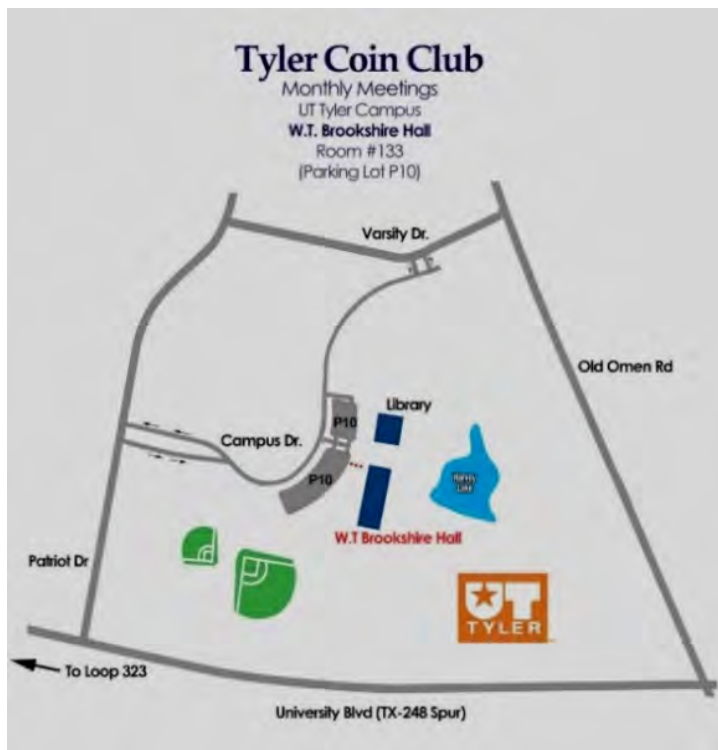 Tyler Coin Club
Monthly Meetings
UT Tyler Campus
W.T. Brookshire Hall
Room #133
(Parking Lot P10)
Varsity Dr.
Old Omen Rd
Library
P10
Campus Dr.
P10
Harvey
Lake
W.T Brookshire Hall
Patriot Dr
UT
TYLER
To Loop 323
University Blvd (TX-248 Spur)